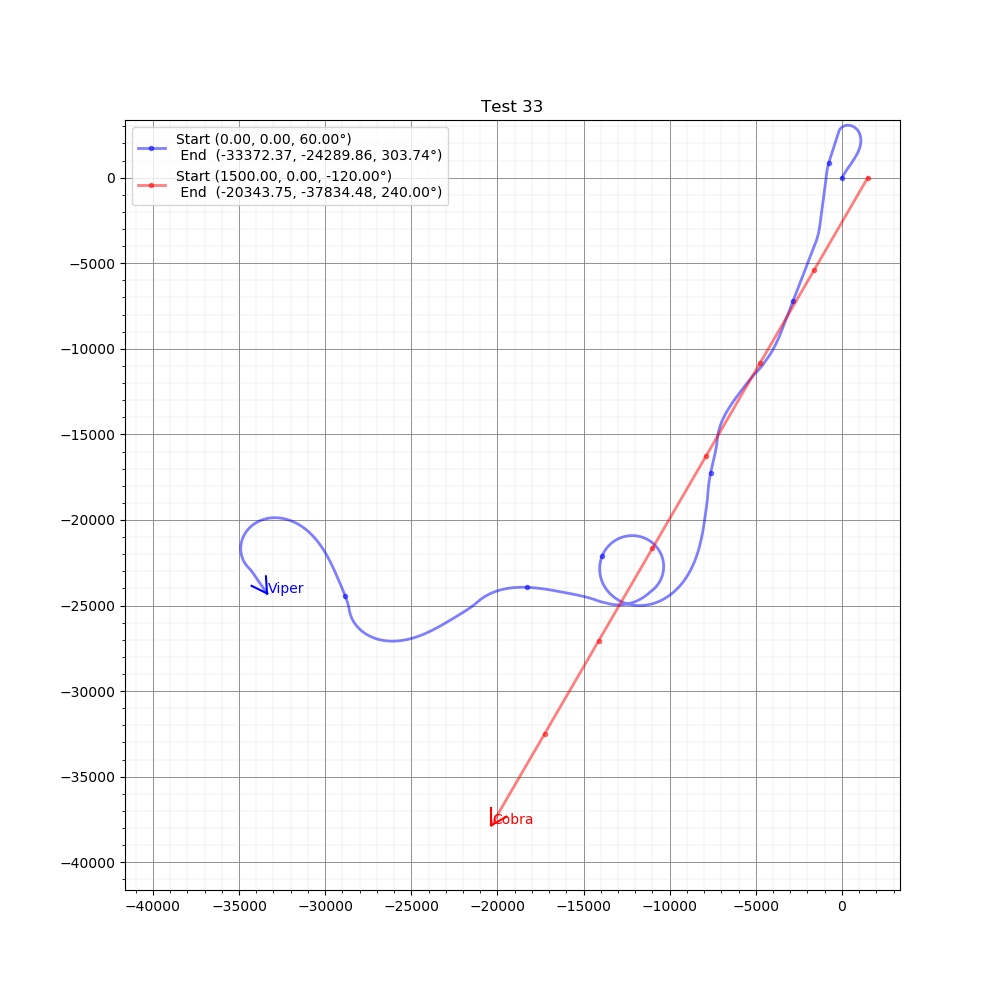 Test 33
Start (0.00, 0.00, 60.00°)
End  (-33372.37, -24289.86, 303.74°)
Start (1500.00, 0.00, -120.00°)
End  (-20343.75, -37834.48, 240.00°)
0
−5000
−10000
−15000
−20000
−25000
−30000
−35000
−40000
Viper
Cobra
−40000 −35000 −30000 −25000 −20000 −15000 −10000 −5000 0